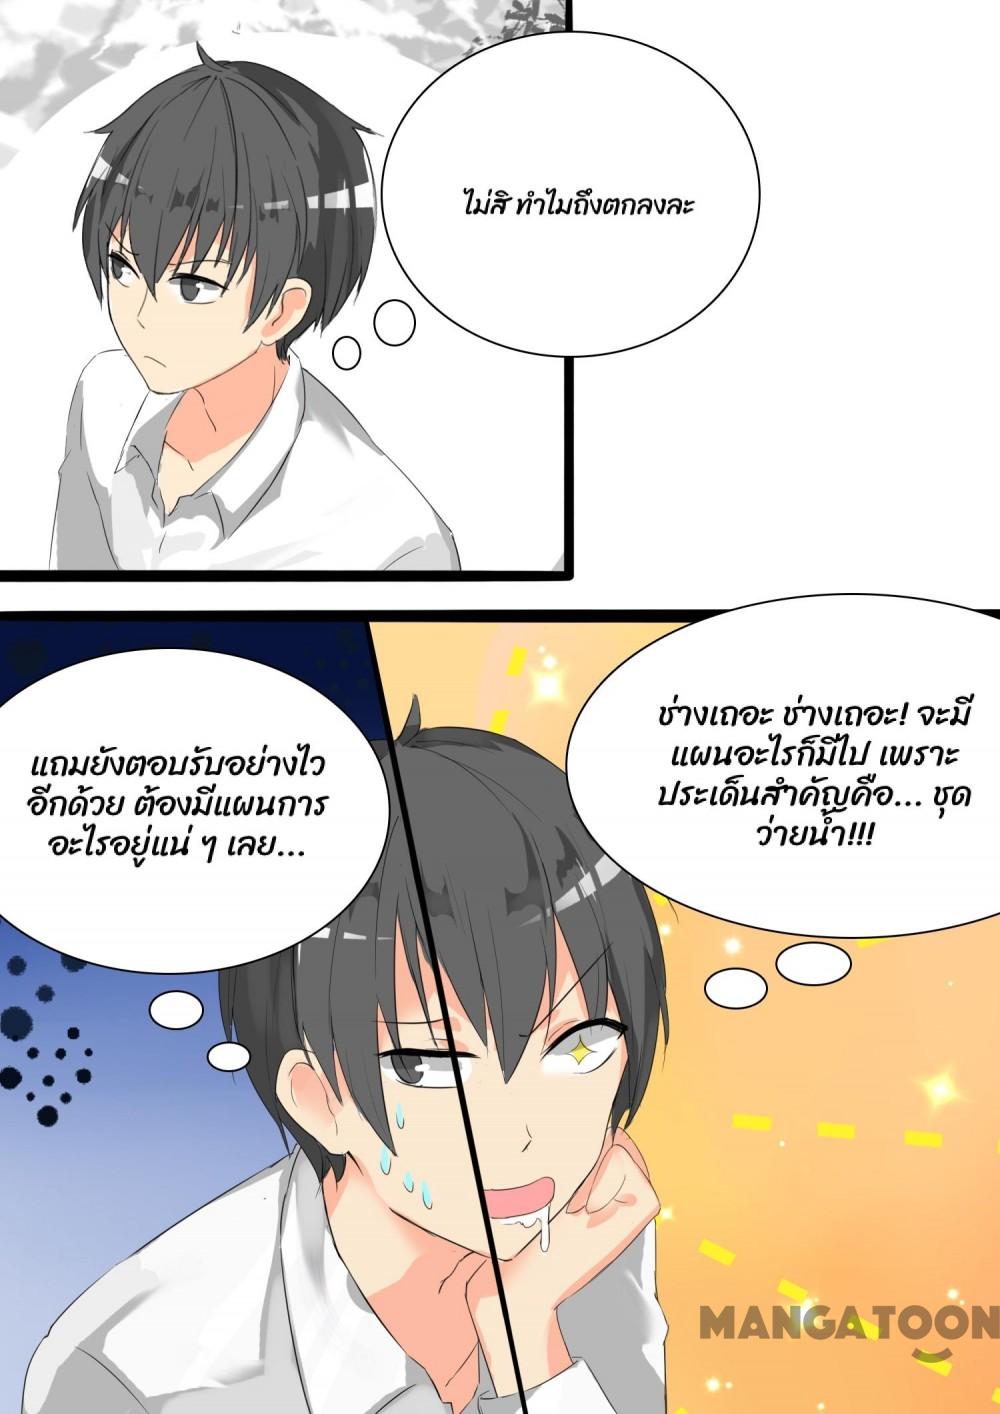 ไม่สิ ทำไมถึงตกลงละ
แถมยังตอบรับอย่างไว
อีกด้วย ต้องมีแผนการ
อะไรอยู่แน่ ๆ เลย...
ช่างเถอะ ช่างเถอะ! จะมี
แผนอะไรก็มีไป เพราะ
ประเด็นสำคัญคือ... ชุด
ว่ายน้ำ!!!
MANGATOON